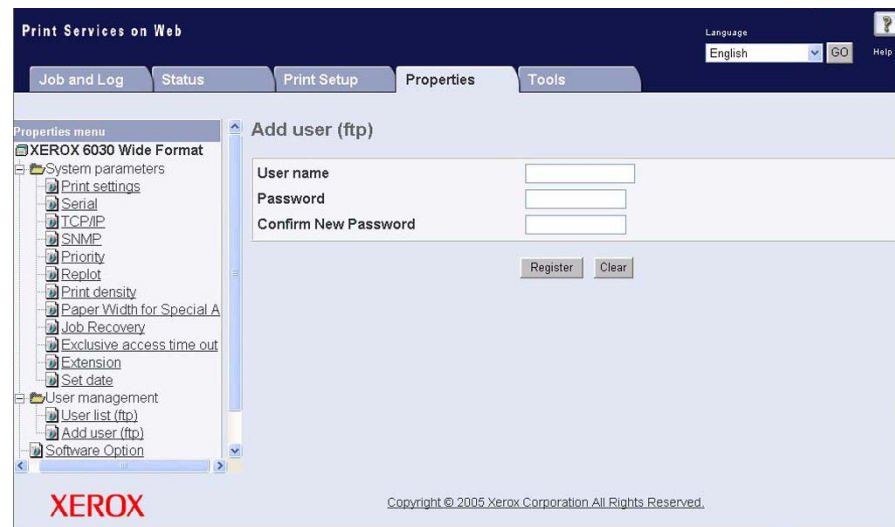 Print Services on Web
Language
English
GO
Help
Job and Log
Status
Print Setup
Properties
Tools
Properties menu
XEROX 6030 Wide Format
System parameters
Print settings
Serial
TCP/IP
SNMP
Priority
Replot
Print density
Paper Width for Special A
Job Recovery
Exclusive access time out
Extension
Set date
User management
User list (ftp)
Add user (ftp)
Software Option
Add user (ftp)
User name
Password
Confirm New Password
Register
Clear
XEROX
Copyright © 2005 Xerox Corporation All Rights Reserved.